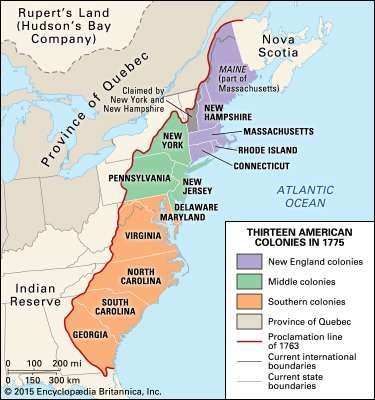 Rupert's Land
(Hudson's Bay
Company)
Province of Quebec
Nova
Scotia
MAINE
(part of
Massachusetts)
Claimed by
New York and
New Hampshire
NEW
HAMPSHIRE
MASSACHUSETTS
NEW
YORK
RHODE ISLAND
CONNECTICUT
PENNSYLVANIA
NEW
JERSEY
ATLANTIC
OCEAN
DELAWARE
MARYLAND
VIRGINIA
NORTH
CAROLINA
Indian
Reserve
SOUTH
CAROLINA
GEORGIA
THIRTEEN AMERICAN
COLONIES IN 1775
New England colonies
Middle colonies
Southern colonies
Province of Quebec
Proclamation line
of 1763
Current international
boundaries
Current state
boundaries
0 100 200 mi
0 150 300 km
© 2015 Encyclopædia Britannica, Inc.